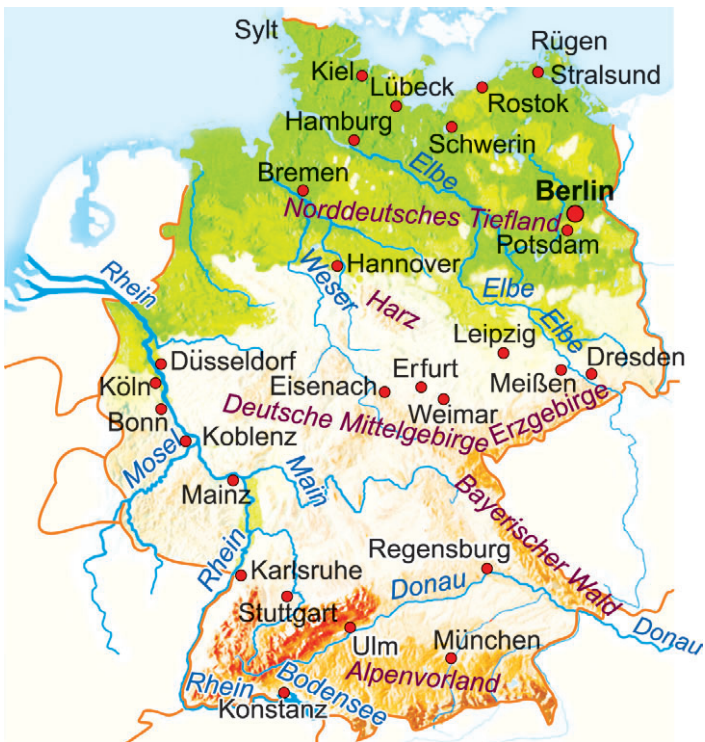 Sylt
Rügen
Kiel
Stralsund
Lübeck
Rostok
Hamburg
Schwerin
Elbe
Bremen
Berlin
Norddeutsches Tiefland
Potsdam
Rhein
Weser
Hannover
Elbe
Harz
Elbe
Leipzig
Düsseldorf
Erfurt
Dresden
Köln
Eisenach
Meißen
Bonn
Deutsche Mittelgebirge
Weimar
Erzgebirge
Mosel
Koblenz
Main
Mainz
Bayerischer Wald
Rhein
Regensburg
Karlsruhe
Donau
Stuttgart
Donau
Ulm
München
Alpenvorland
Rhein
Bodensee
Konstanz